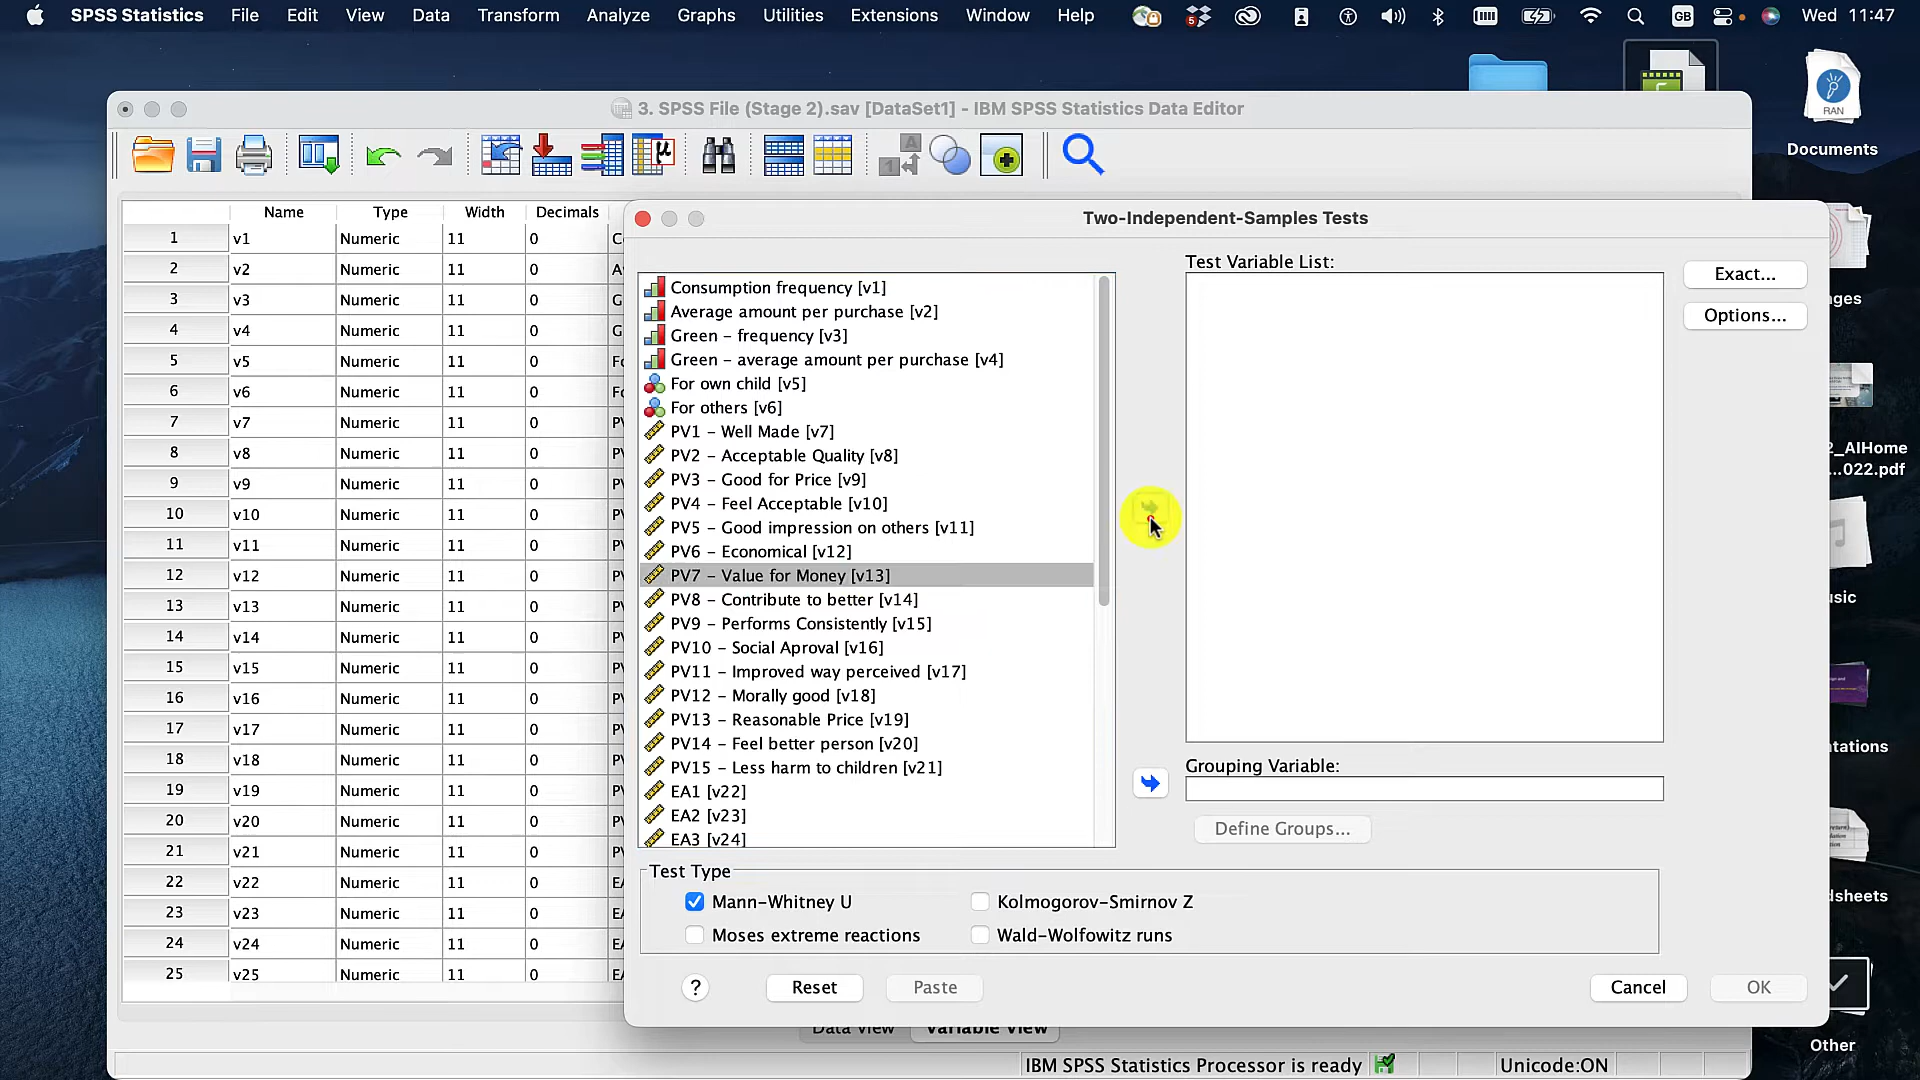 SPSS Statistics File Edit View Data Transform Analyze Graphs Utilities Extensions Window Help 5 GB Wed 11:47
3. SPSS File (Stage 2).sav [DataSet1] - IBM SPSS Statistics Data Editor
RAN
Documents
Name Type Width Decimals
1 v1 Numeric 11 0
2 v2 Numeric 11 0
3 v3 Numeric 11 0 G
4 v4 Numeric 11 0 G
5 v5 Numeric 11 0
6 v6 Numeric 11 0
7 v7 Numeric 11 0
8 v8 Numeric 11 0
9 v9 Numeric 11 0
10 v10 Numeric 11 0
11 v11 Numeric 11 0
12 v12 Numeric 11 0
13 v13 Numeric 11 0
14 v14 Numeric 11 0
15 v15 Numeric 11 0
16 v16 Numeric 11 0
17 v17 Numeric 11 0
18 v18 Numeric 11 0
19 v19 Numeric 11 0
20 v20 Numeric 11 0
21 v21 Numeric 11 0
22 v22 Numeric 11 0
23 v23 Numeric 11 0
24 v24 Numeric 11 0
25 v25 Numeric 11 0
Two-Independent-Samples Tests
Consumption frequency [v1]
Average amount per purchase [v2]
Green - frequency [v3]
Green - average amount per purchase [v4]
For own child [v5]
For others [v6]
PV1 - Well Made [v7]
PV2 - Acceptable Quality [v8]
PV3 - Good for Price [v9]
PV4 - Feel Acceptable [v10]
PV5 - Good impression on others [v11]
PV6 - Economical [v12]
PV7 - Value for Money [v13]
PV8 - Contribute to better [v14]
PV9 - Performs Consistently [v15]
PV10 - Social Aproval [v16]
PV11 - Improved way perceived [v17]
PV12 - Morally good [v18]
PV13 - Reasonable Price [v19]
PV14 - Feel better person [v20]
PV15 - Less harm to children [v21]
EA1 [v22]
EA2 [v23]
EA3 [v24]
Test Variable List:
Exact...
Options...
Grouping Variable:
Define Groups...
Test Type
Mann-Whitney U Kolmogorov-Smirnov Z
Moses extreme reactions Wald-Wolfowitz runs
? Reset Paste Cancel OK
Data View Variable View
IBM SPSS Statistics Processor is ready Unicode:ON
ges
2_AIHome
...022.pdf
usic
ntations
dsheets
Other